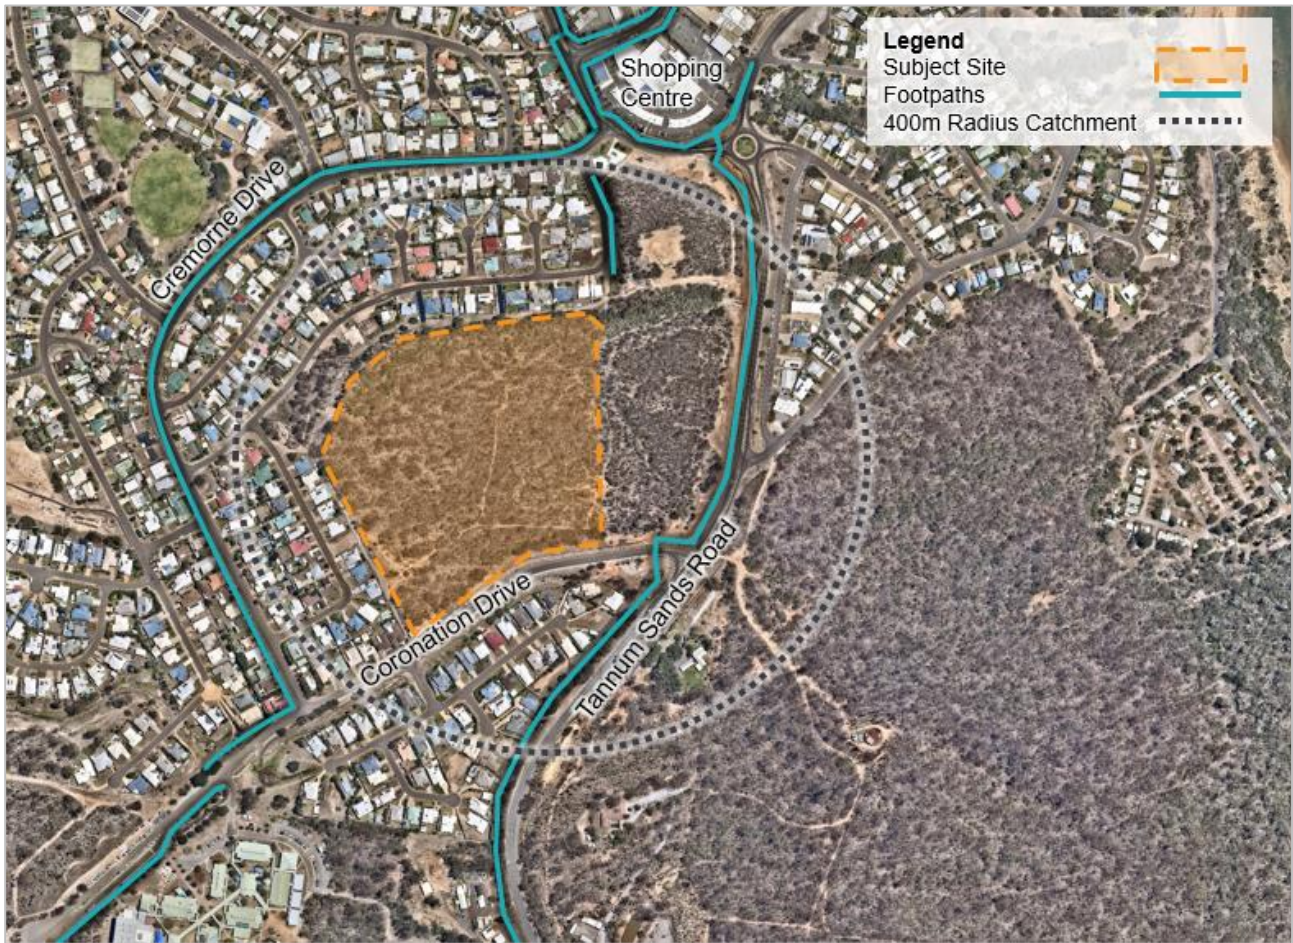 Legend
Subject Site
Footpaths
400m Radius Catchment
Shopping
Centre
Cremorne Drive
Coronation Drive
Tannum Sands Road